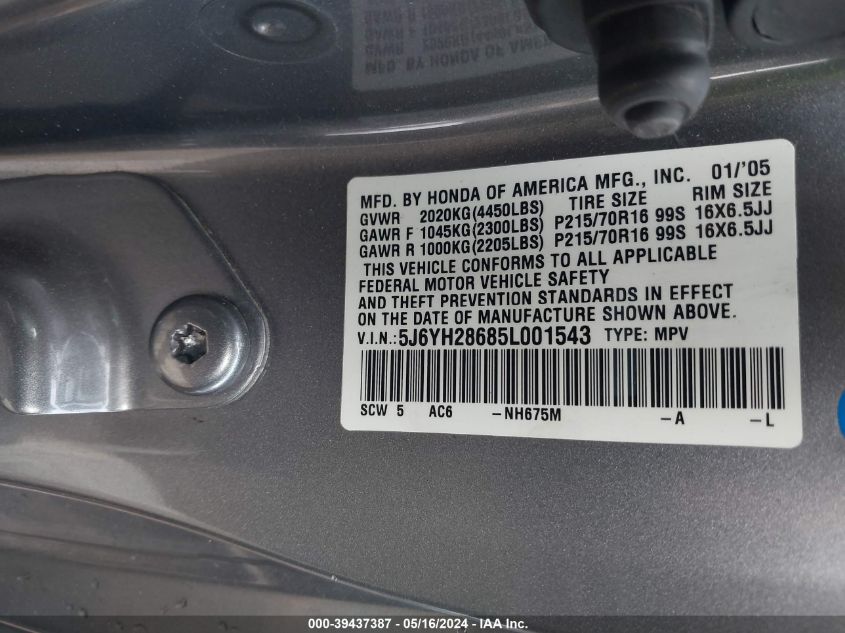 MFD. BY HONDA OF AMERICA MFG., INC. 01/'05
GVWR 2020KG(4450LBS) TIRE SIZE RIM SIZE
GAWR F 1045KG(2300LBS) P215/70R16 99S 16X6.5JJ
GAWR R 1000KG(2205LBS) P215/70R16 99S 16X6.5JJ
THIS VEHICLE CONFORMS TO ALL APPLICABLE
FEDERAL MOTOR VEHICLE SAFETY
AND THEFT PREVENTION STANDARDS IN EFFECT
ON THE DATE OF MANUFACTURE SHOWN ABOVE.
V.I.N.:5J6YH28685L001543 TYPE: MPV
SCW 5 AC6 -NH675M -A -L
000-39437387 - 05/16/2024 - IAA Inc.